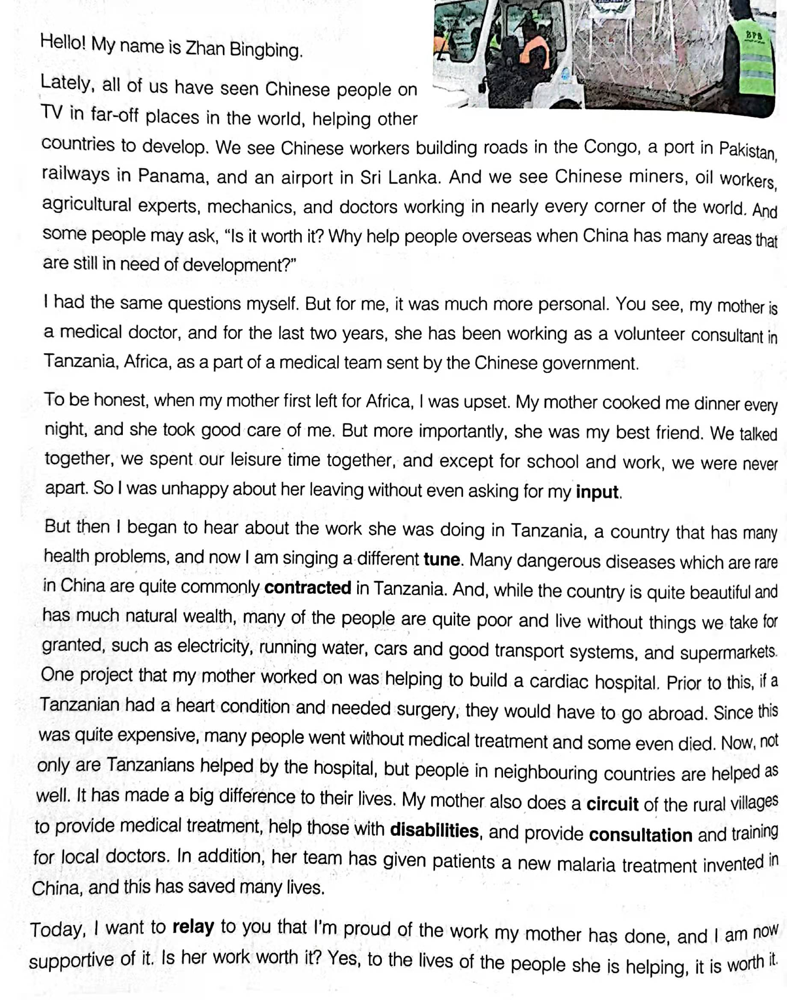 BPB
Hello! My name is Zhan Bingbing.
Lately, all of us have seen Chinese people on
TV in far-off places in the world, helping other
countries to develop. We see Chinese workers building roads in the Congo, a port in Pakistan,
railways in Panama, and an airport in Sri Lanka. And we see Chinese miners, oil workers,
agricultural experts, mechanics, and doctors working in nearly every corner of the world. And
some people may ask, “Is it worth it? Why help people overseas when China has many areas that
are still in need of development?”
I had the same questions myself. But for me, it was much more personal. You see, my mother is
a medical doctor, and for the last two years, she has been working as a volunteer consultant in
Tanzania, Africa, as a part of a medical team sent by the Chinese government.
To be honest, when my mother first left for Africa, I was upset. My mother cooked me dinner every
night, and she took good care of me. But more importantly, she was my best friend. We talked
together, we spent our leisure time together, and except for school and work, we were never
apart. So I was unhappy about her leaving without even asking for my input.
But then I began to hear about the work she was doing in Tanzania, a country that has many
health problems, and now I am singing a different tune. Many dangerous diseases which are rare
in China are quite commonly contracted in Tanzania. And, while the country is quite beautiful and
has much natural wealth, many of the people are quite poor and live without things we take for
granted, such as electricity, running water, cars and good transport systems, and supermarkets.
One project that my mother worked on was helping to build a cardiac hospital. Prior to this, if a
Tanzanian had a heart condition and needed surgery, they would have to go abroad. Since this
was quite expensive, many people went without medical treatment and some even died. Now, not
only are Tanzanians helped by the hospital, but people in neighbouring countries are helped as
well. It has made a big difference to their lives. My mother also does a circuit of the rural villages
to provide medical treatment, help those with disabilities, and provide consultation and training
for local doctors. In addition, her team has given patients a new malaria treatment invented in
China, and this has saved many lives.
Today, I want to relay to you that I'm proud of the work my mother has done, and I am now
supportive of it. Is her work worth it? Yes, to the lives of the people she is helping, it is worth it.